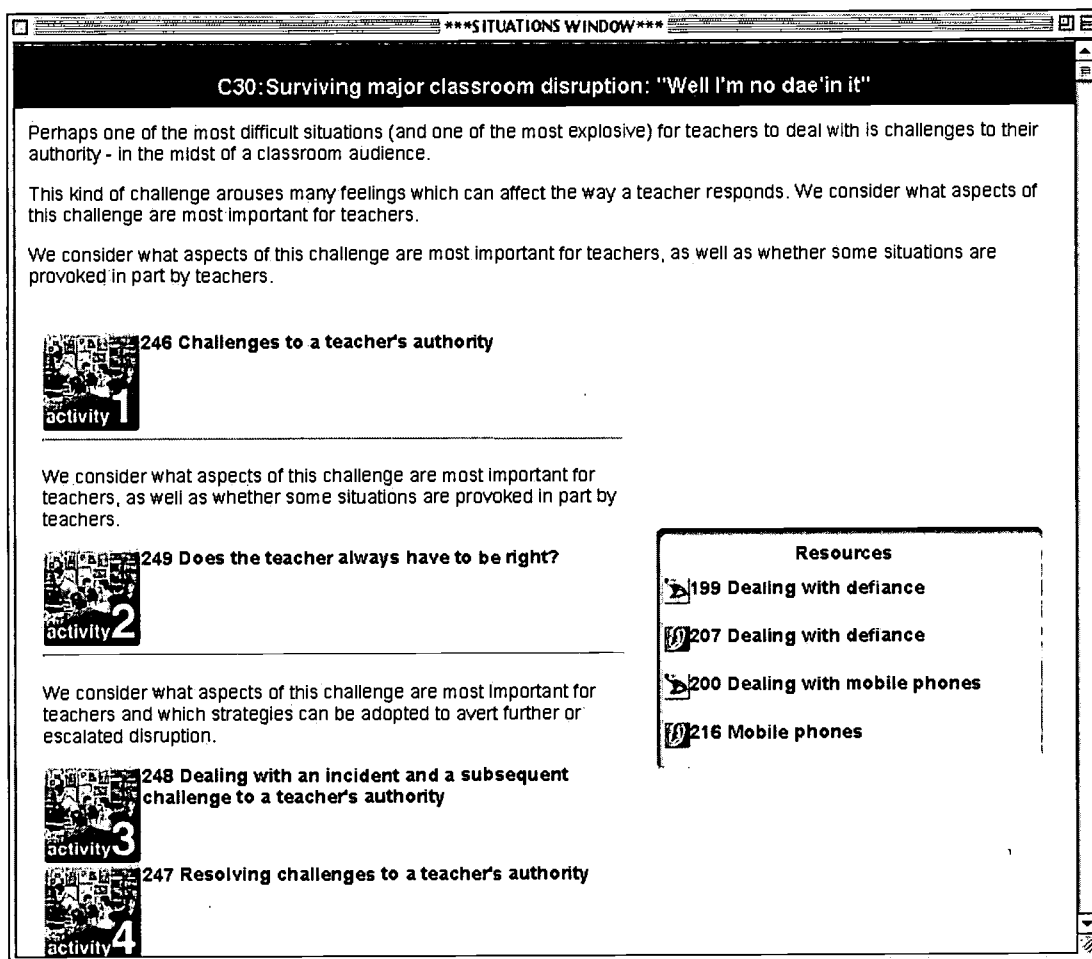 ***SITUATIONS WINDOW***
C30:Surviving major classroom disruption: "Well I'm no dae'in it"
Perhaps one of the most difficult situations (and one of the most explosive) for teachers to deal with is challenges to their
authority - in the midst of a classroom audience.
This kind of challenge arouses many feelings which can affect the way a teacher responds. We consider what aspects of
this challenge are most important for teachers.
We consider what aspects of this challenge are most important for teachers, as well as whether some situations are
provoked in part by teachers.
246 Challenges to a teacher's authority
activity 1
We consider what aspects of this challenge are most important for
teachers, as well as whether some situations are provoked in part by
teachers.
249 Does the teacher always have to be right?
activity 2
We consider what aspects of this challenge are most important for
teachers and which strategies can be adopted to avert further or
escalated disruption.
248 Dealing with an incident and a subsequent
challenge to a teacher's authority
activity 3
247 Resolving challenges to a teacher's authority
activity 4
Resources
199 Dealing with defiance
207 Dealing with defiance
200 Dealing with mobile phones
216 Mobile phones